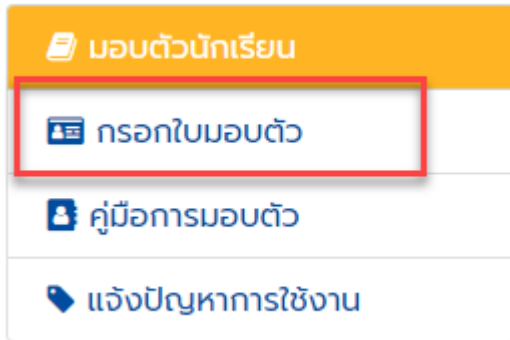 มอบตัวนักเรียน
กรอกใบมอบตัว
คู่มือการมอบตัว
แจ้งปัญหาการใช้งาน